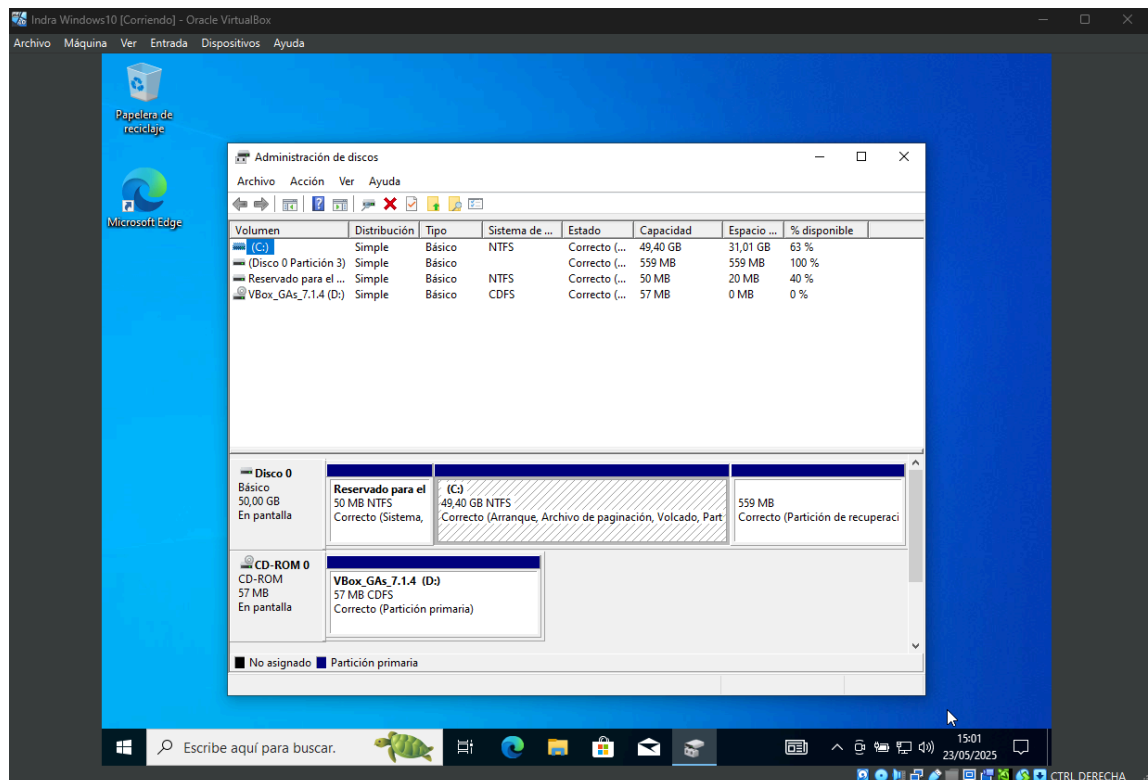 Indra Windows10 [Corriendo] - Oracle VirtualBox
Archivo Máquina Ver Entrada Dispositivos Ayuda
Papelera de
reciclaje
Microsoft Edge
Administración de discos
Archivo Acción Ver Ayuda
Volumen Distribución Tipo Sistema de ... Estado Capacidad Espacio ... % disponible
(C:) Simple Básico NTFS Correcto (... 49,40 GB 31,01 GB 63 %
(Disco 0 Partición 3) Simple Básico Correcto (... 559 MB 559 MB 100 %
Reservado para el ... Simple Básico NTFS Correcto (... 50 MB 20 MB 40 %
VBox_GAs_7.1.4 (D:) Simple Básico CDFS Correcto (... 57 MB 0 MB 0 %
Disco 0
Básico
50,00 GB
En pantalla
Reservado para el
50 MB NTFS
Correcto (Sistema,
(C:)
49,40 GB NTFS
Correcto (Arranque, Archivo de paginación, Volcado, Part
559 MB
Correcto (Partición de recuperaci
CD-ROM 0
CD-ROM
57 MB
En pantalla
VBox_GAs_7.1.4 (D:)
57 MB CDFS
Correcto (Partición primaria)
No asignado Partición primaria
Escribe aquí para buscar.
15:01
23/05/2025
CTRL DERECHA